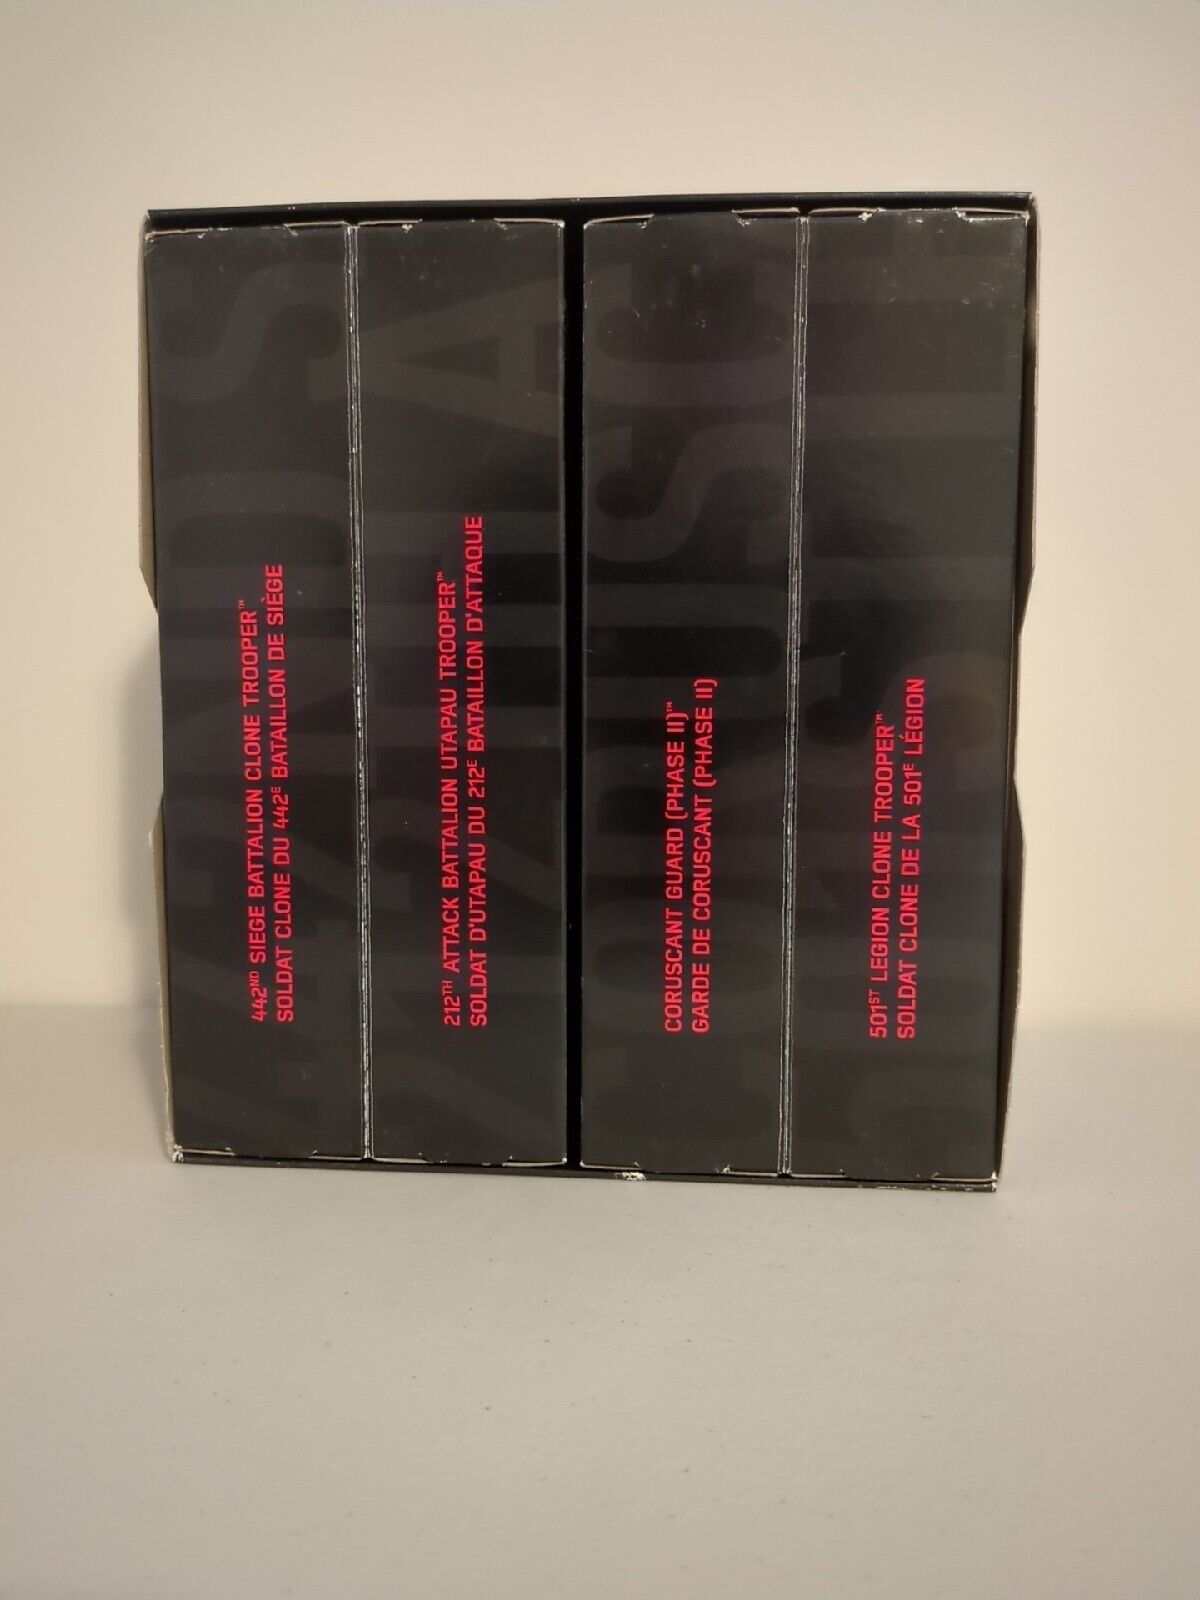 442ND SIEGE BATTALION CLONE TROOPER™
SOLDAT CLONE DU 442E BATAILLON DE SIÈGE
212TH ATTACK BATTALION UTAPAU TROOPER™
SOLDAT D'UTAPAU DU 212E BATAILLON D'ATTAQUE
CORUSCANT GUARD (PHASE II)™
GARDE DE CORUSCANT (PHASE II)
501ST LEGION CLONE TROOPER™
SOLDAT CLONE DE LA 501E LÉGION